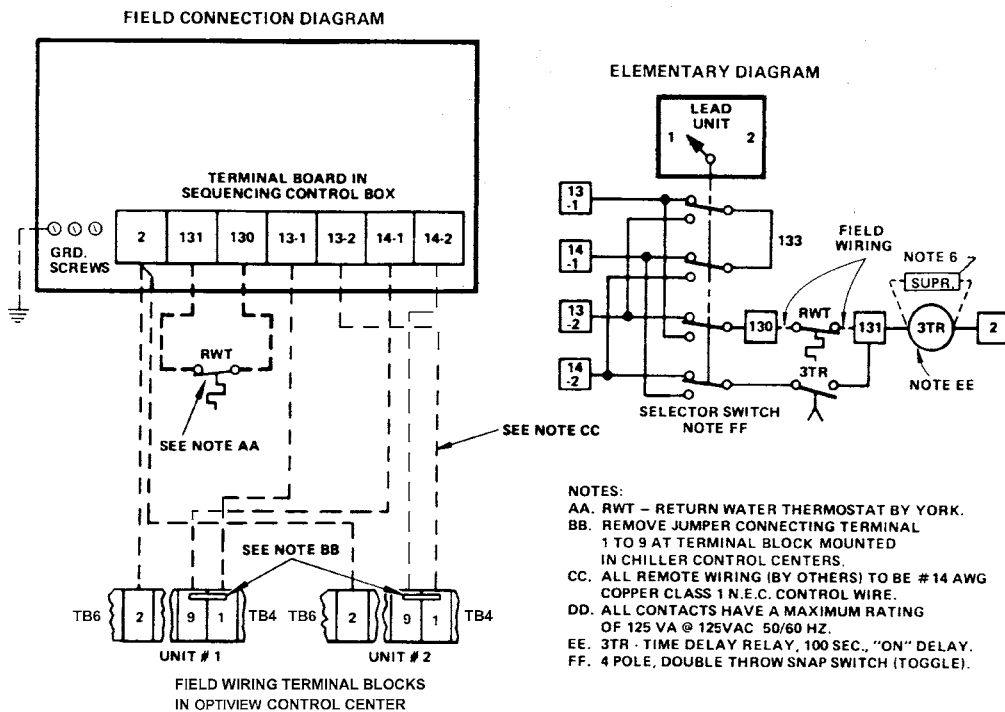 FIELD CONNECTION DIAGRAM
TERMINAL BOARD IN
SEQUENCING CONTROL BOX
GRD.
SCREWS
2 131 130 13-1 13-2 14-1 14-2
RWT
SEE NOTE AA
SEE NOTE CC
SEE NOTE BB
TB6 2 9 1 TB4 TB6 2 9 1 TB4
UNIT # 1 UNIT # 2
FIELD WIRING TERMINAL BLOCKS
IN OPTIVIEW CONTROL CENTER
ELEMENTARY DIAGRAM
LEAD
UNIT
1 2
13
-1
14
-1
13
-2
14
-2
133
FIELD
WIRING
NOTE 6
SUPR.
130 RWT 131 3TR 2
3TR
NOTE EE
SELECTOR SWITCH
NOTE FF
NOTES:
AA. RWT – RETURN WATER THERMOSTAT BY YORK.
BB. REMOVE JUMPER CONNECTING TERMINAL
1 TO 9 AT TERMINAL BLOCK MOUNTED
IN CHILLER CONTROL CENTERS.
CC. ALL REMOTE WIRING (BY OTHERS) TO BE #14 AWG
COPPER CLASS 1 N.E.C. CONTROL WIRE.
DD. ALL CONTACTS HAVE A MAXIMUM RATING
OF 125 VA @ 125VAC 50/60 HZ.
EE. 3TR - TIME DELAY RELAY, 100 SEC., "ON" DELAY.
FF. 4 POLE, DOUBLE THROW SNAP SWITCH (TOGGLE).